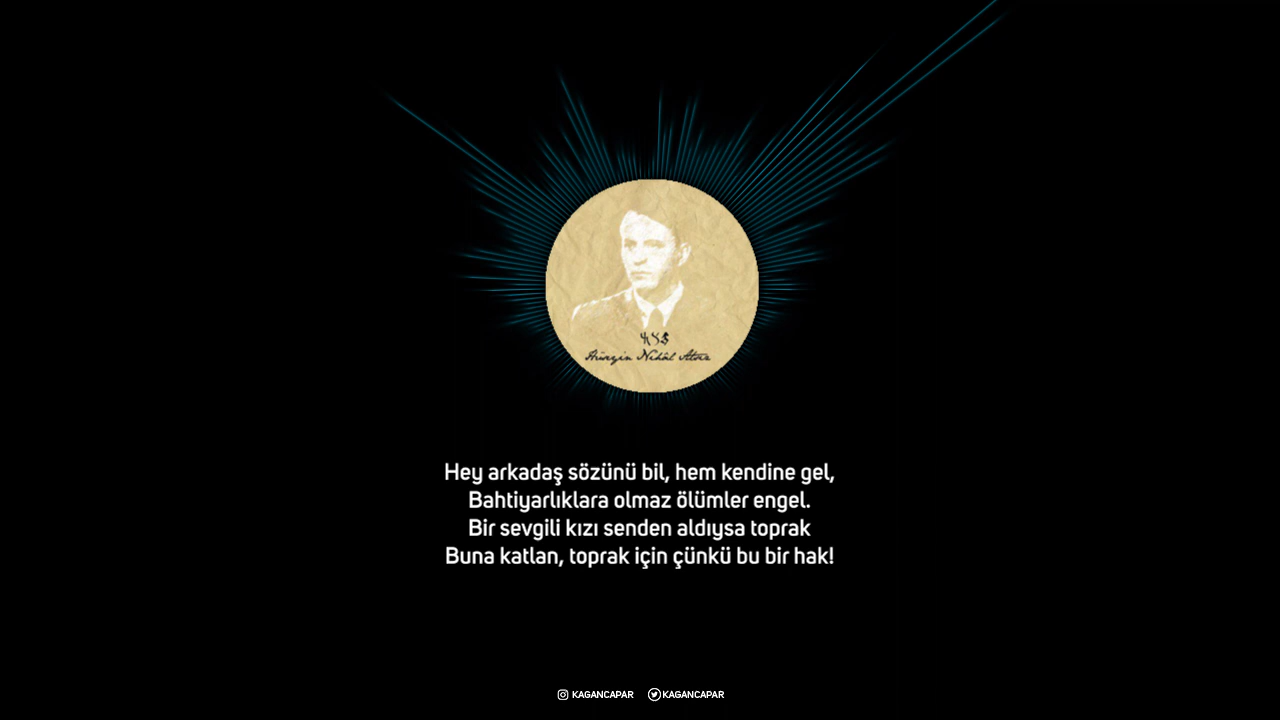 Hüseyin Nihâl Atsız
Hey arkadaş sözünü bil, hem kendine gel,
Bahtiyarlıklara olmaz ölümler engel.
Bir sevgili kızı senden aldıysa toprak
Buna katlan, toprak için çünkü bu bir hak!
KAGANCAPAR KAGANCAPAR